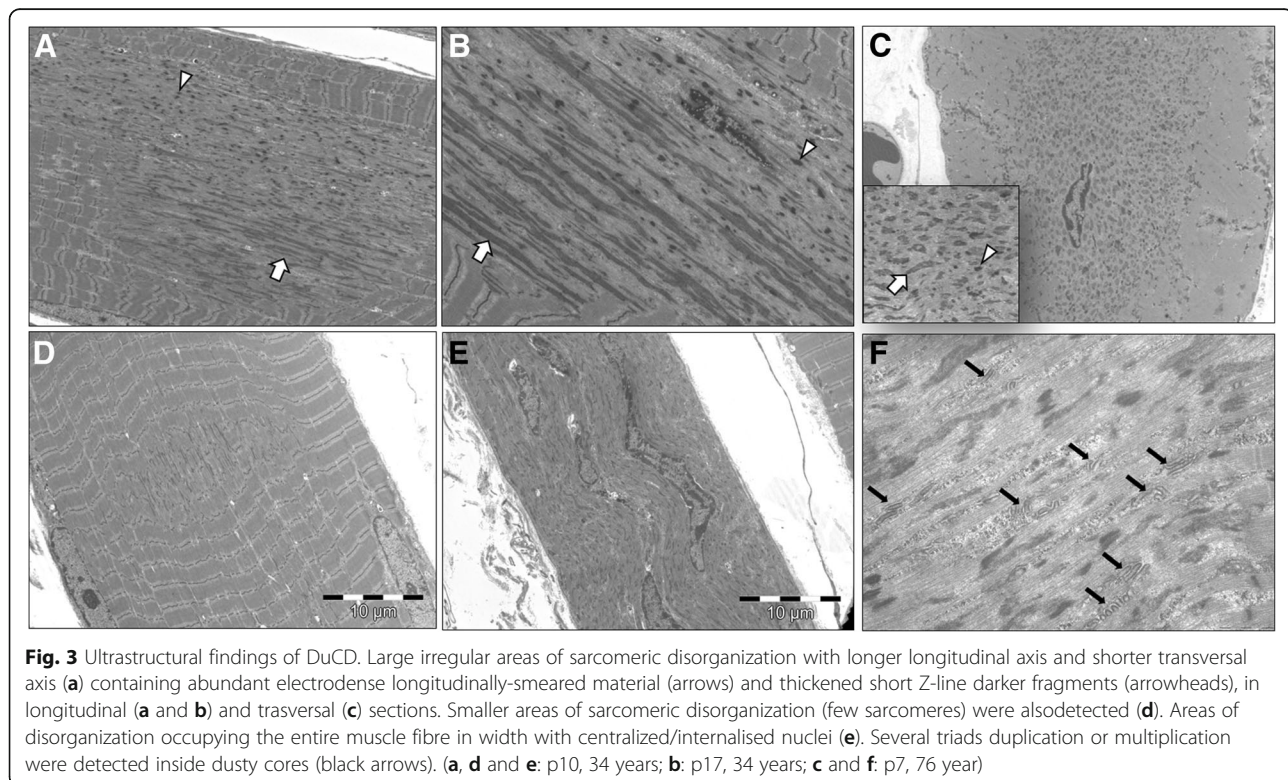 A
B
C
D
10 µm
E
10 µm
F
Fig. 3 Ultrastructural findings of DuCD. Large irregular areas of sarcomeric disorganization with longer longitudinal axis and shorter transversal
axis (a) containing abundant electrodense longitudinally-smeared material (arrows) and thickened short Z-line darker fragments (arrowheads), in
longitudinal (a and b) and trasversal (c) sections. Smaller areas of sarcomeric disorganization (few sarcomeres) were alsodetected (d). Areas of
disorganization occupying the entire muscle fibre in width with centralized/internalised nuclei (e). Several triads duplication or multiplication
were detected inside dusty cores (black arrows). (a, d and e: p10, 34 years; b: p17, 34 years; c and f: p7, 76 year)